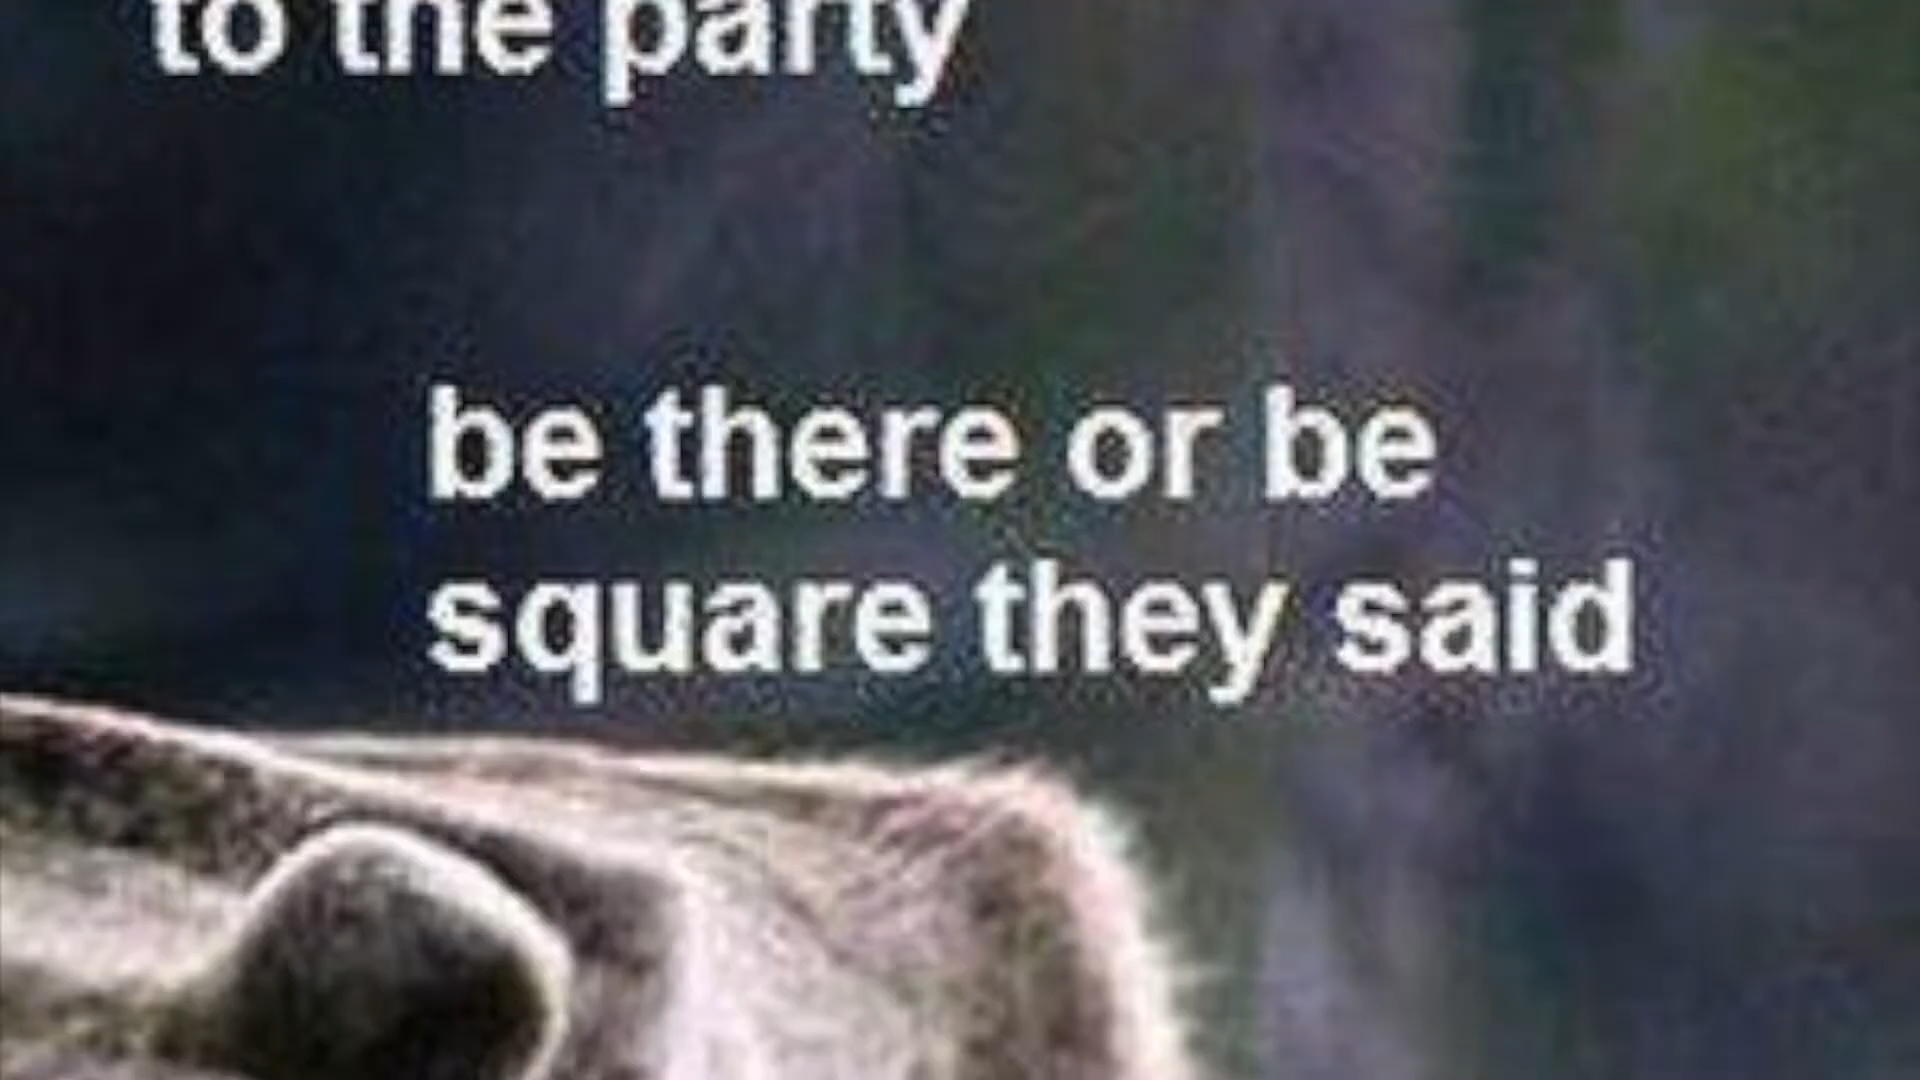 to the party
be there or be
square they said